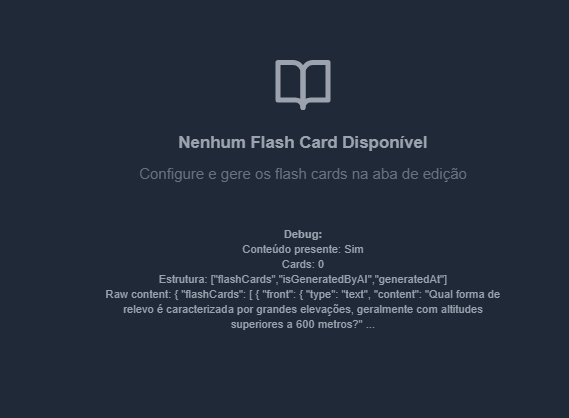 Nenhum Flash Card Disponível
Configure e gere os flash cards na aba de edição
Debug:
Conteúdo presente: Sim
Cards: 0
Estrutura: ["flashCards","isGeneratedByAI","generatedAt"]
Raw content: { "flashCards": [ { "front": { "type": "text", "content": "Qual forma de
relevo é caracterizada por grandes elevações, geralmente com altitudes
superiores a 600 metros?" ...